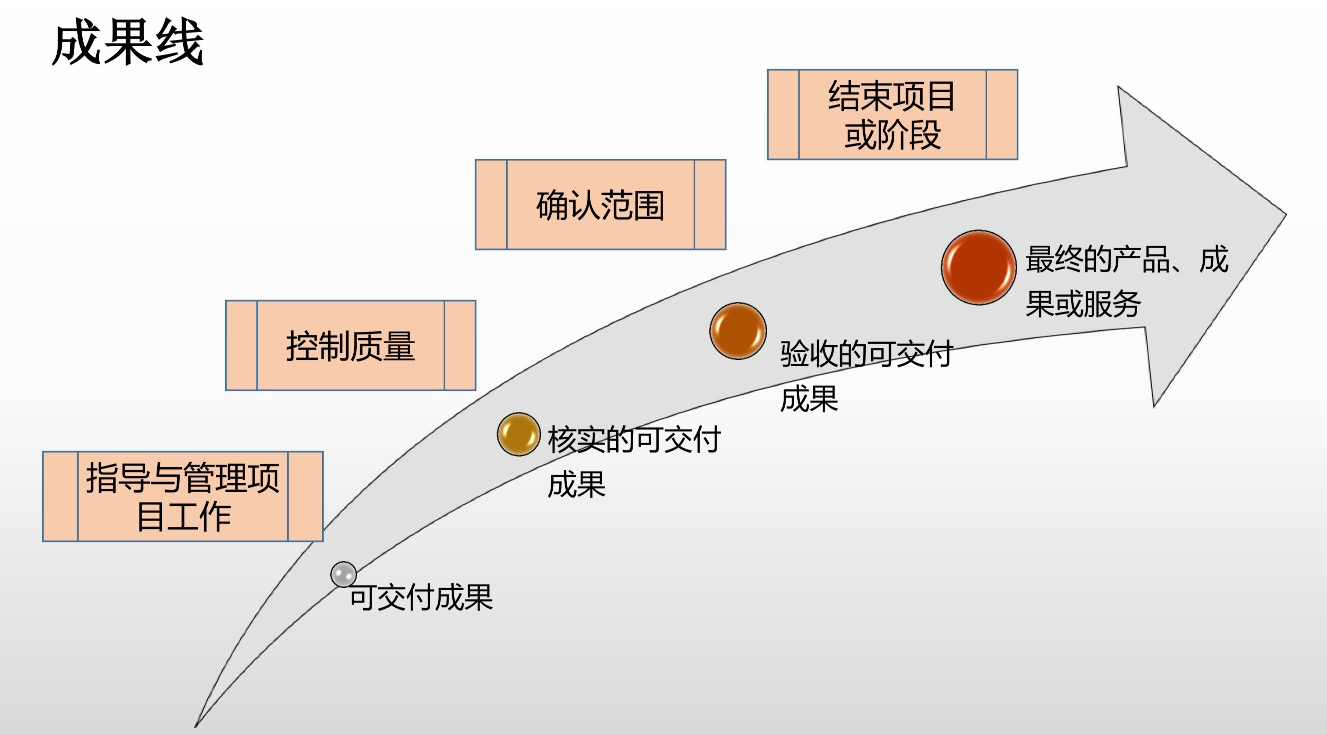 成果线
结束项目
或阶段
确认范围
最终的产品、成
果或服务
控制质量
验收的可交付
成果
核实的可交付
成果
指导与管理项
目工作
可交付成果